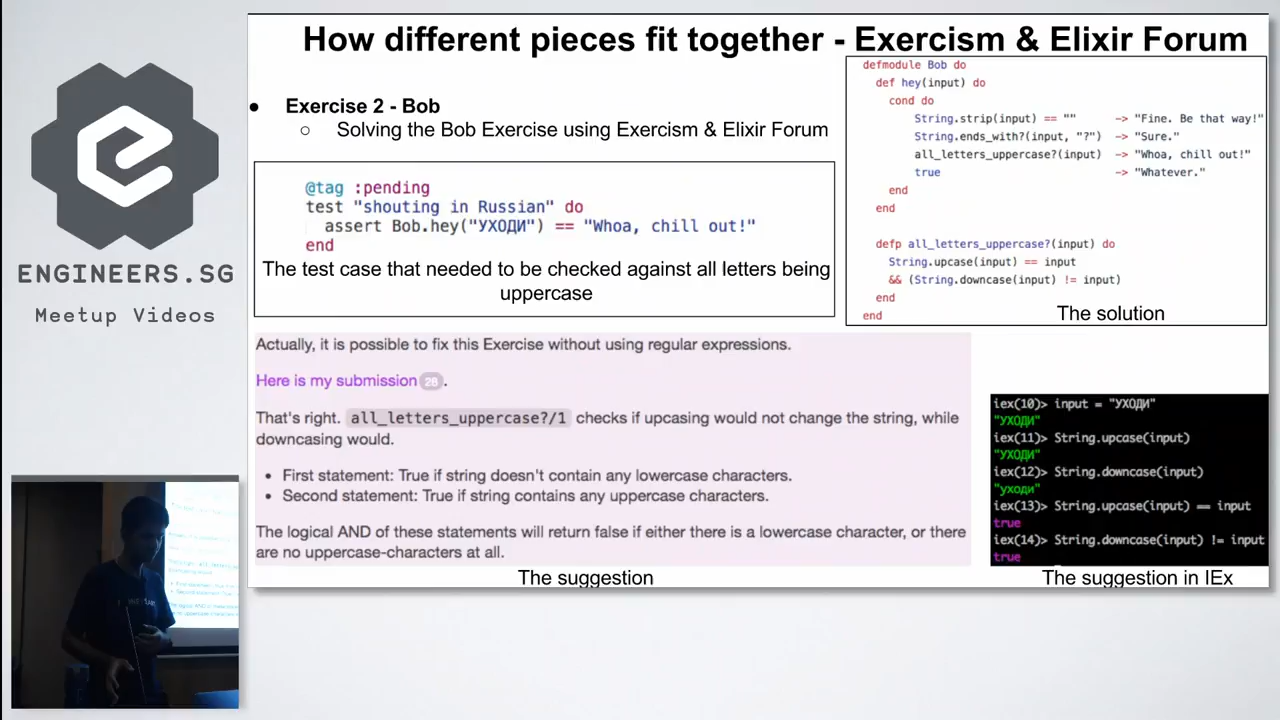 How different pieces fit together - Exercism & Elixir Forum
● Exercise 2 - Bob
○ Solving the Bob Exercise using Exercism & Elixir Forum
@tag :pending
test "shouting in Russian" do
assert Bob.hey("УХОДИ") == "Whoa, chill out!"
end
The test case that needed to be checked against all letters being
uppercase
defmodule Bob do
def hey(input) do
cond do
String.strip(input) == "" -> "Fine. Be that way!"
String.ends_with?(input, "?") -> "Sure."
all_letters_uppercase?(input) -> "Whoa, chill out!"
true -> "Whatever."
end
end
defp all_letters_uppercase?(input) do
String.upcase(input) == input
&& (String.downcase(input) != input)
end
end
The solution
Actually, it is possible to fix this Exercise without using regular expressions.
Here is my submission 28 .
That's right. all_letters_uppercase?/1 checks if upcasing would not change the string, while
downcasing would.
• First statement: True if string doesn't contain any lowercase characters.
• Second statement: True if string contains any uppercase characters.
The logical AND of these statements will return false if either there is a lowercase character, or there
are no uppercase-characters at all.
The suggestion
iex(10)> input = "УХОДИ"
"УХОДИ"
iex(11)> String.upcase(input)
"УХОДИ"
iex(12)> String.downcase(input)
"уходи"
iex(13)> String.upcase(input) == input
true
iex(14)> String.downcase(input) != input
true
The suggestion in IEx
ENGINEERS.SG
Meetup Videos